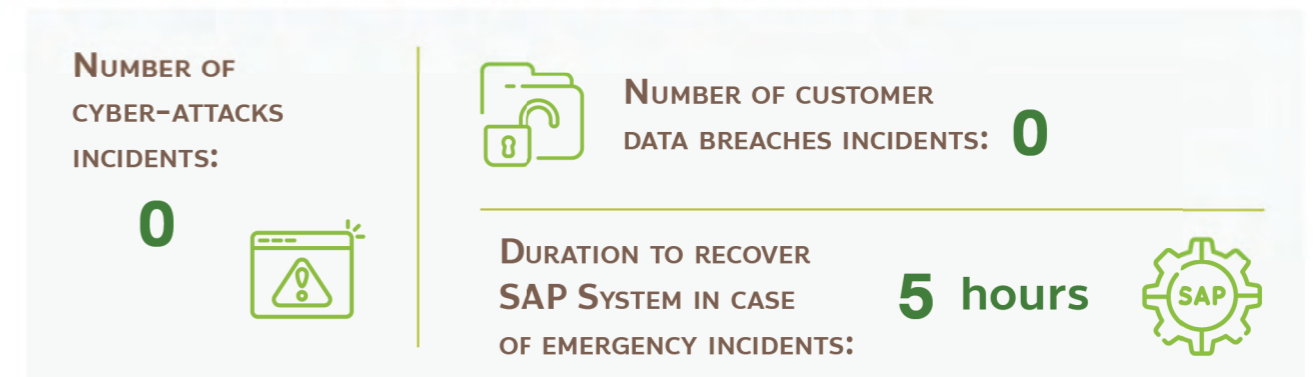 Number of
cyber-attacks
incidents:
0
Number of customer
data breaches incidents: 0
Duration to recover
SAP System in case
of emergency incidents:
5 hours
SAP